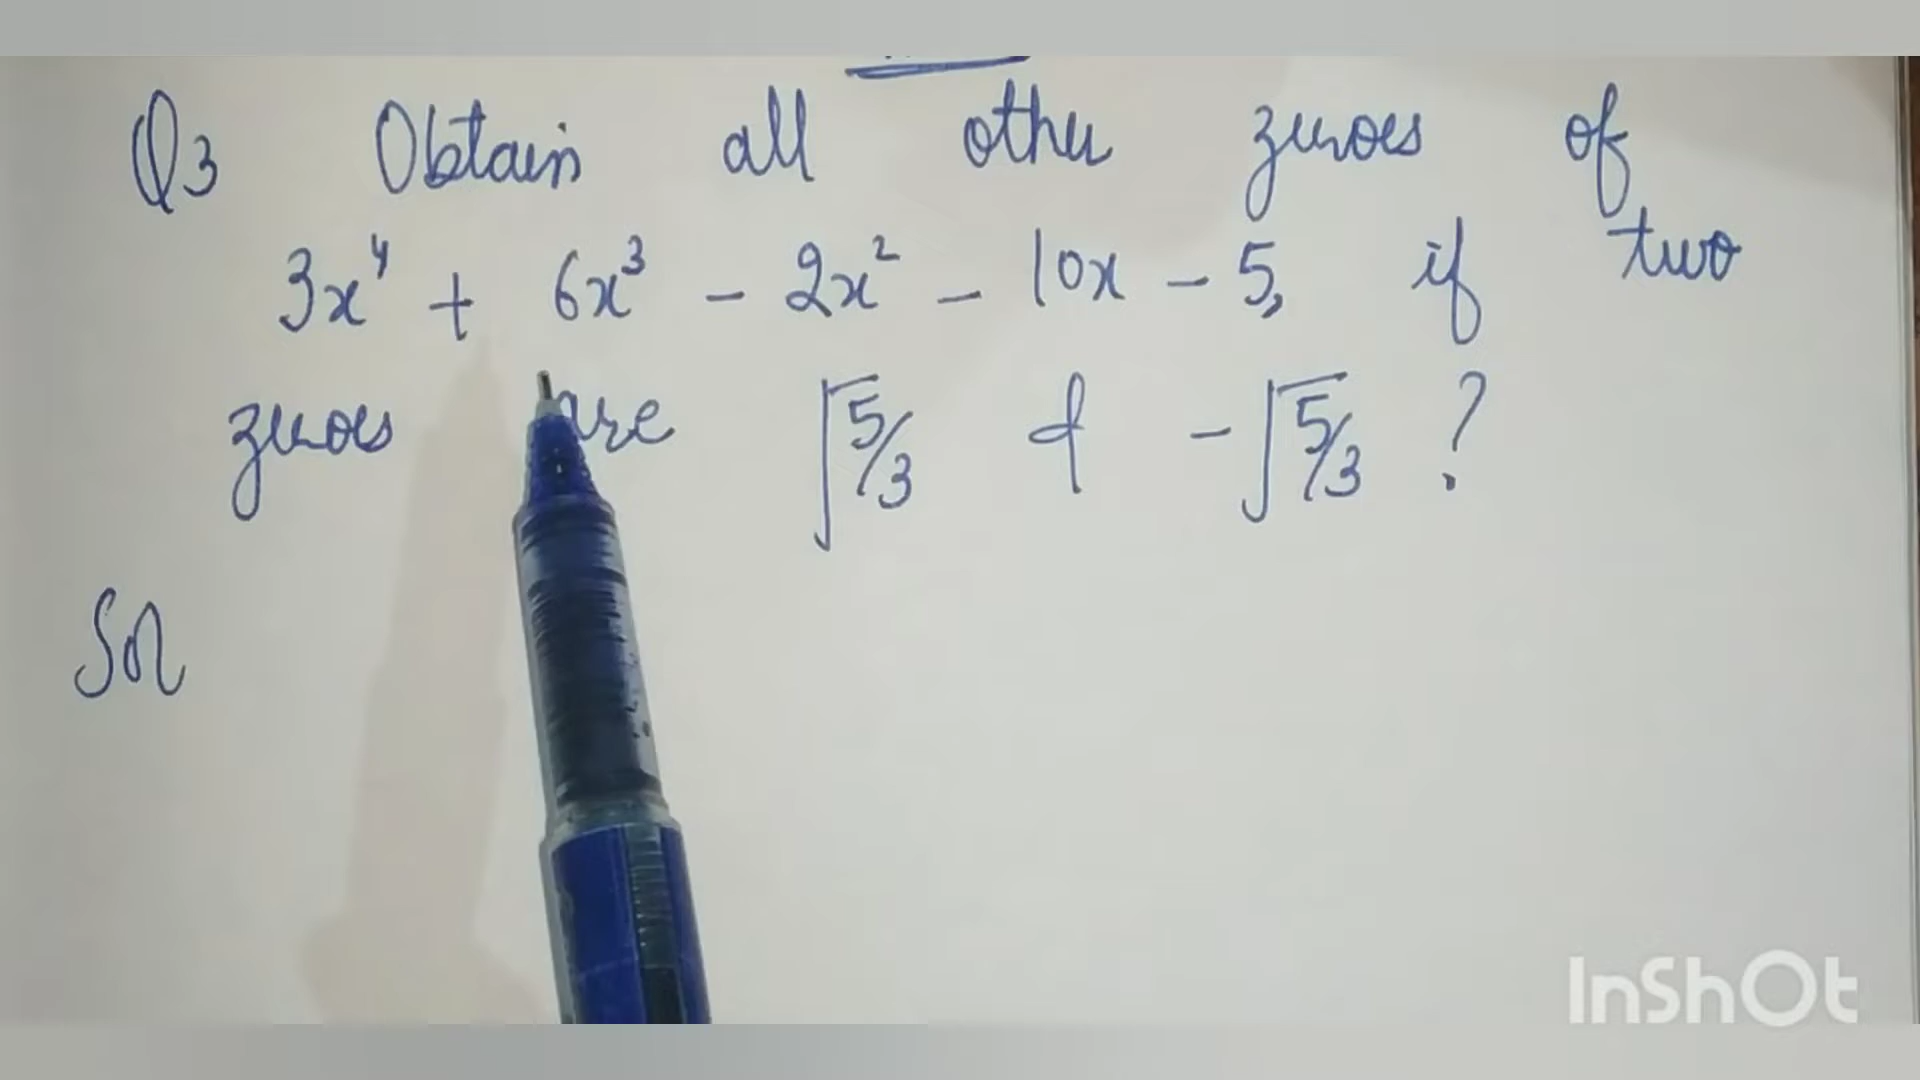 Q3 Obtain all other zeroes of
3x⁴ + 6x³ - 2x² - 10x - 5, if two
zeroes are √5/3 & -√5/3 ?
Sol
InShOt